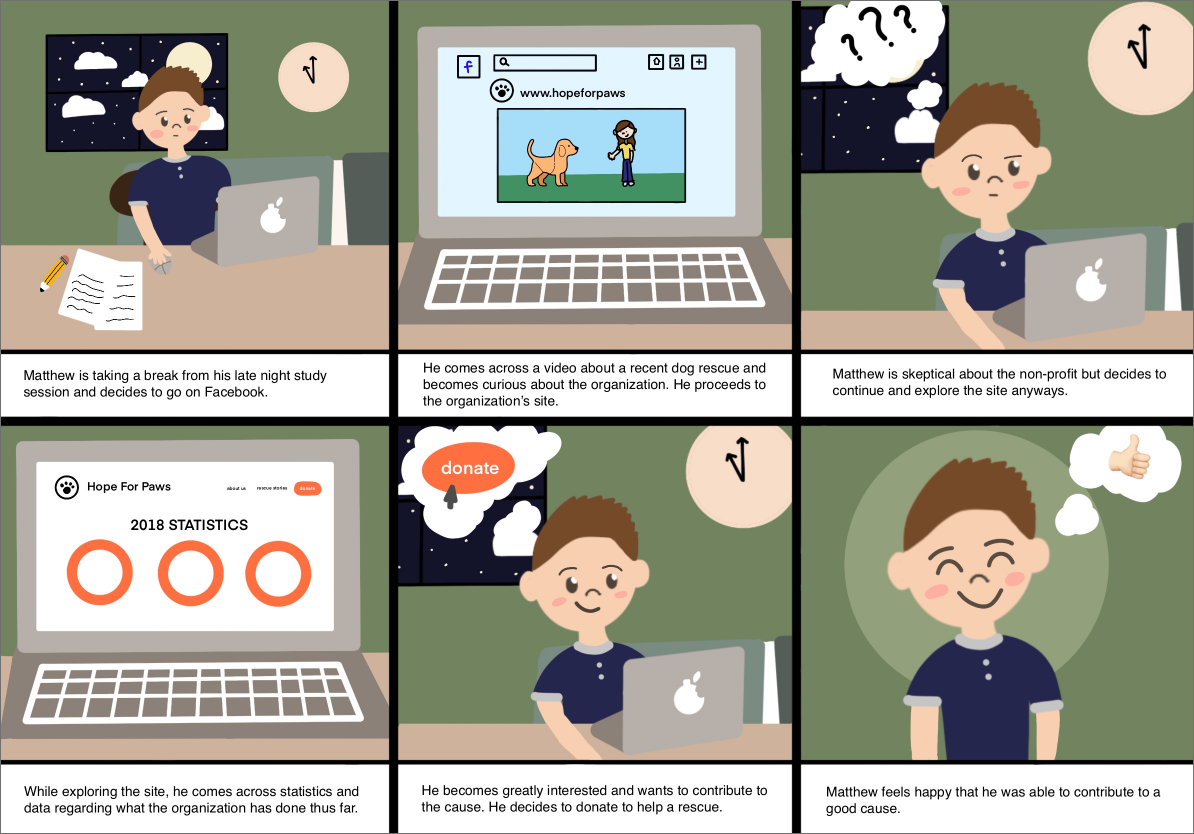 Matthew is taking a break from his late night study
session and decides to go on Facebook.
f
www.hopeforpaws
He comes across a video about a recent dog rescue and
becomes curious about the organization. He proceeds to
the organization's site.
???
Matthew is skeptical about the non-profit but decides to
continue and explore the site anyways.
Hope For Paws
about us rescue stories donate
2018 STATISTICS
While exploring the site, he comes across statistics and
data regarding what the organization has done thus far.
donate
He becomes greatly interested and wants to contribute to
the cause. He decides to donate to help a rescue.
Matthew feels happy that he was able to contribute to a
good cause.